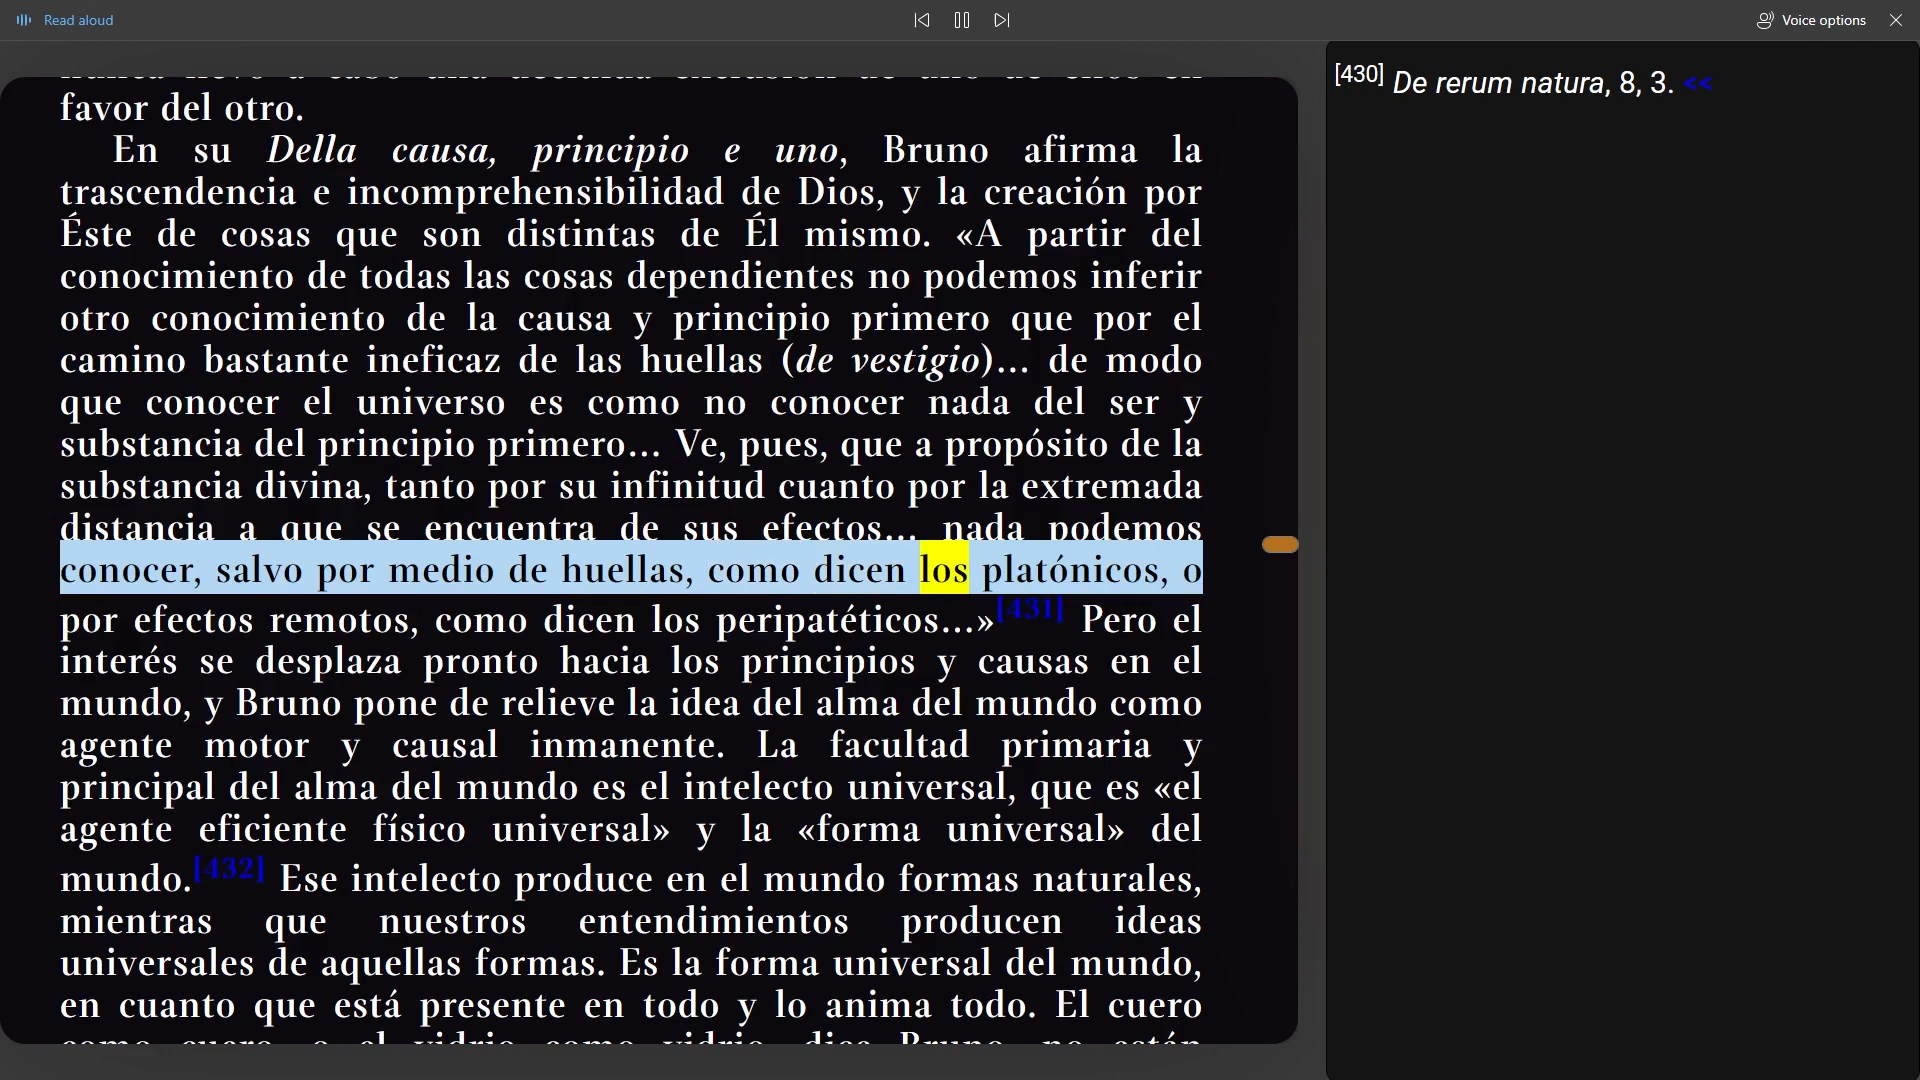 Read aloud
Voice options
favor del otro.
En su Della causa, principio e uno, Bruno afirma la
trascendencia e incomprehensibilidad de Dios, y la creación por
Éste de cosas que son distintas de Él mismo. «A partir del
conocimiento de todas las cosas dependientes no podemos inferir
otro conocimiento de la causa y principio primero que por el
camino bastante ineficaz de las huellas (de vestigio)... de modo
que conocer el universo es como no conocer nada del ser y
substancia del principio primero... Ve, pues, que a propósito de la
substancia divina, tanto por su infinitud cuanto por la extremada
distancia a que se encuentra de sus efectos... nada podemos
conocer, salvo por medio de huellas, como dicen los platónicos, o
por efectos remotos, como dicen los peripatéticos...»[431] Pero el
interés se desplaza pronto hacia los principios y causas en el
mundo, y Bruno pone de relieve la idea del alma del mundo como
agente motor y causal inmanente. La facultad primaria y
principal del alma del mundo es el intelecto universal, que es «el
agente eficiente físico universal» y la «forma universal» del
mundo.[432] Ese intelecto produce en el mundo formas naturales,
mientras que nuestros entendimientos producen ideas
universales de aquellas formas. Es la forma universal del mundo,
en cuanto que está presente en todo y lo anima todo. El cuero
como cuero, o el vidrio como vidrio, dice Bruno, no están
[430] De rerum natura, 8, 3. <<